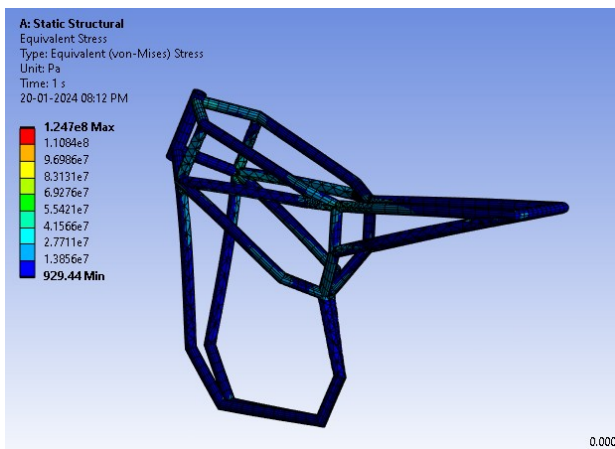 A: Static Structural
Equivalent Stress
Type: Equivalent (von-Mises) Stress
Unit: Pa
Time: 1 s
20-01-2024 08:12 PM
1.247e8 Max
1.1084e8
9.6986e7
8.3131e7
6.9276e7
5.5421e7
4.1566e7
2.7711e7
1.3856e7
929.44 Min
0.000